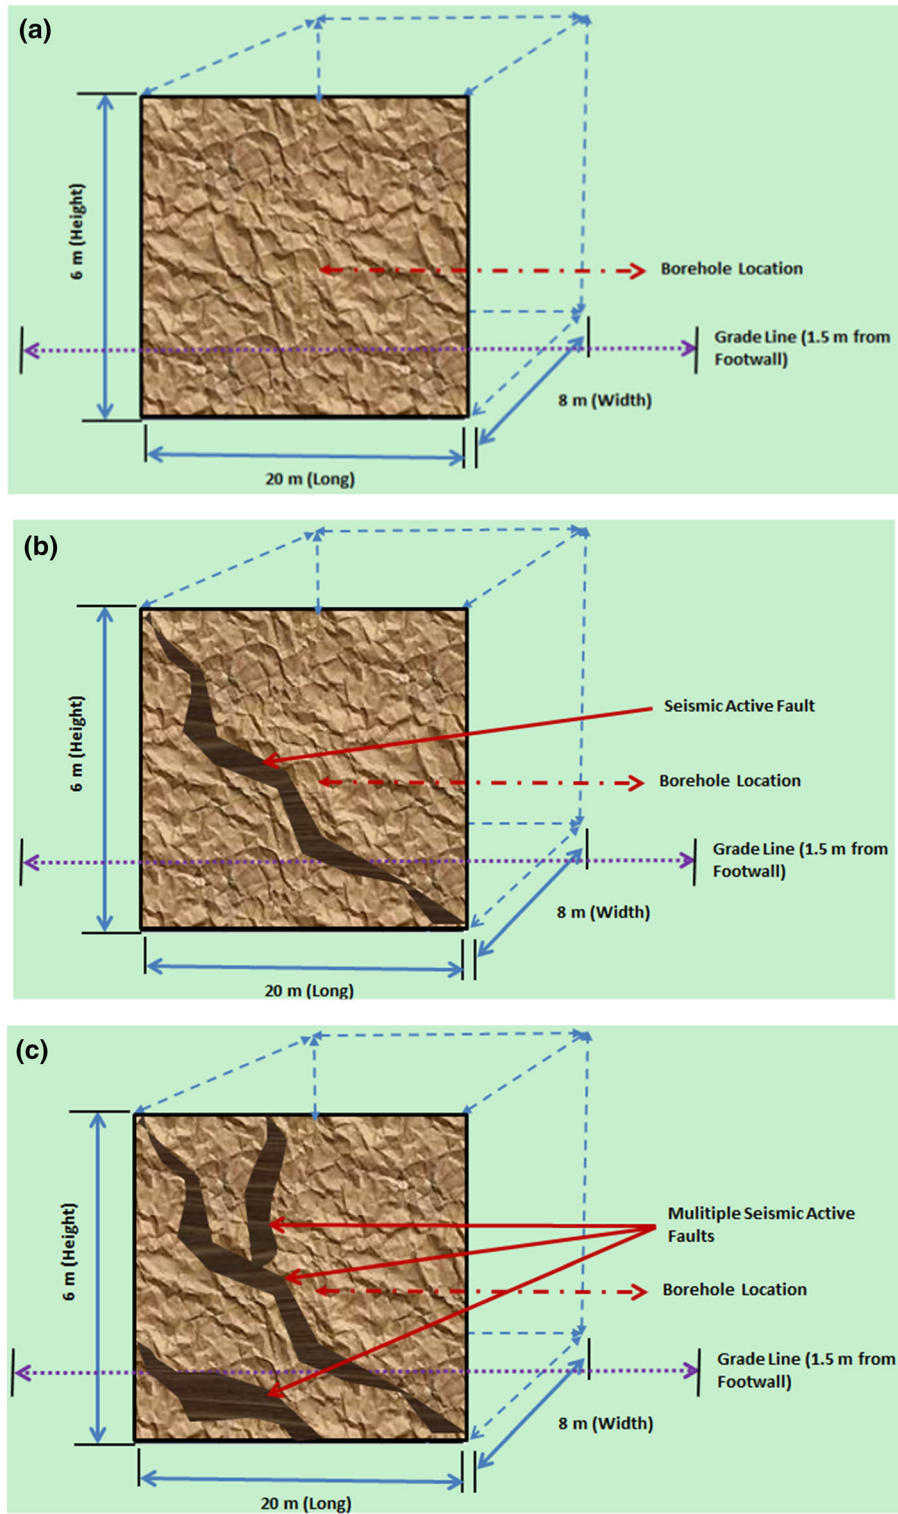 (a)
6 m (Height)
Borehole Location
Grade Line (1.5 m from
Footwall)
8 m (Width)
20 m (Long)
(b)
6 m (Height)
Seismic Active Fault
Borehole Location
Grade Line (1.5 m from
Footwall)
8 m (Width)
20 m (Long)
(c)
6 m (Height)
Mulitiple Seismic Active
Faults
Borehole Location
Grade Line (1.5 m from
Footwall)
8 m (Width)
20 m (Long)